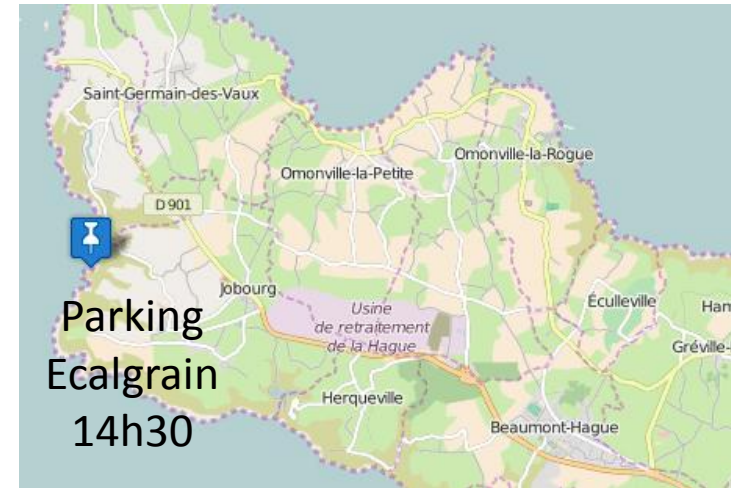 Saint-Germain-des-Vaux
Omonville-la-Petite
Omonville-la-Rogue
D 901
Jobourg
Usine
de retraitement
de la Hague
Éculleville
Han
Gréville-
Herqueville
Beaumont-Hague
Parking
Ecalgrain
14h30